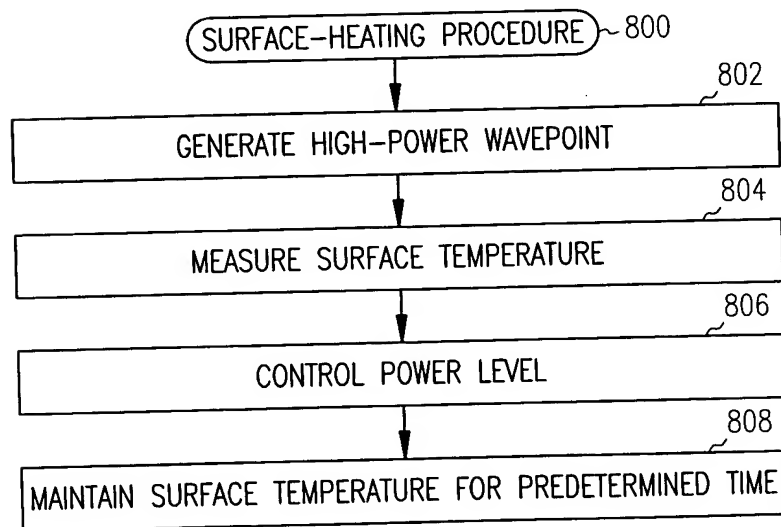 SURFACE-HEATING PROCEDURE 800
802
GENERATE HIGH-POWER WAVEPOINT
804
MEASURE SURFACE TEMPERATURE
806
CONTROL POWER LEVEL
808
MAINTAIN SURFACE TEMPERATURE FOR PREDETERMINED TIME